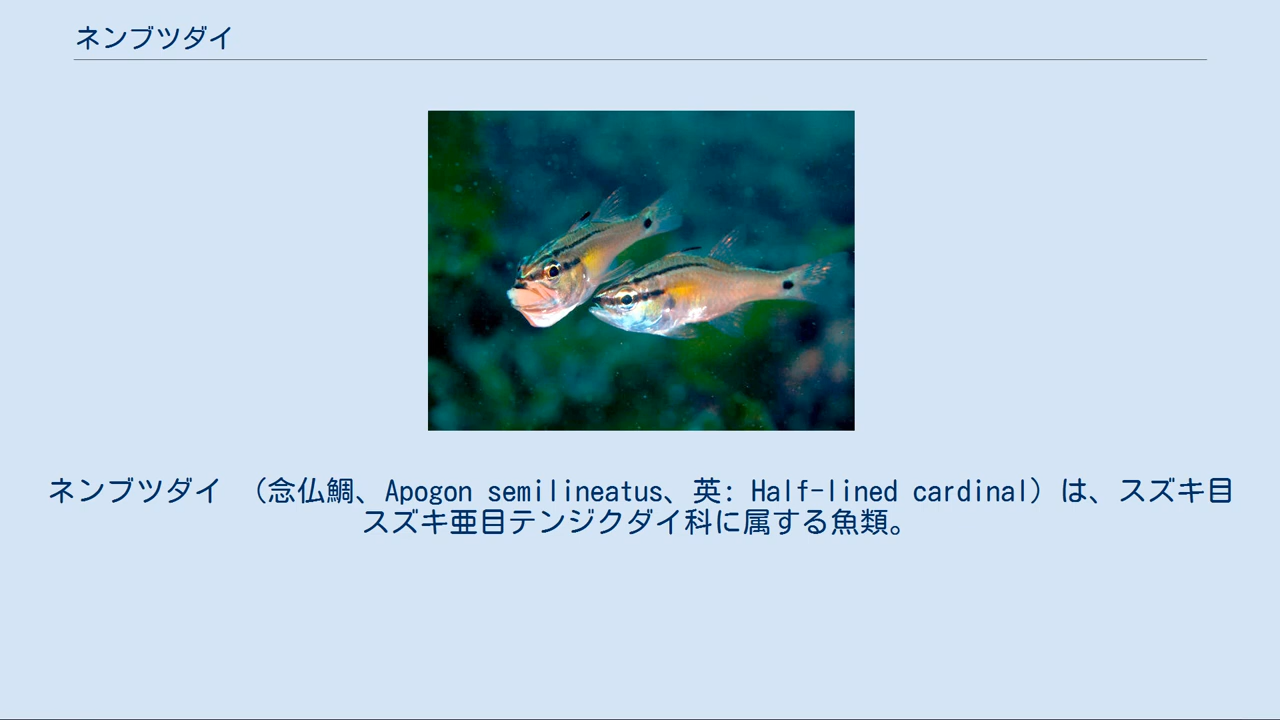 ネンブツダイ
ネンブツダイ （念仏鯛、Apogon semilineatus、英: Half-lined cardinal）は、スズキ目
スズキ亜目テンジクダイ科に属する魚類。